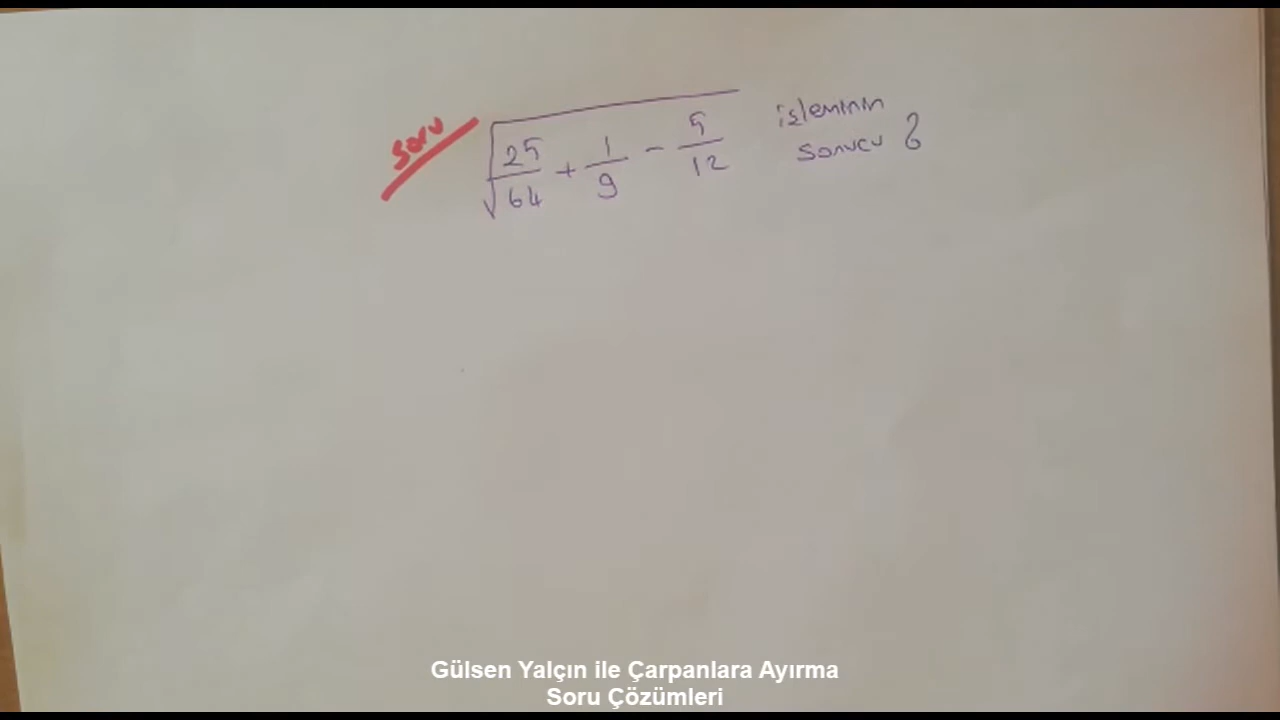 Soru
√(25/64 + 1/9 - 5/12) işleminin
sonucu ?
Gülsen Yalçın ile Çarpanlara Ayırma
Soru Çözümleri